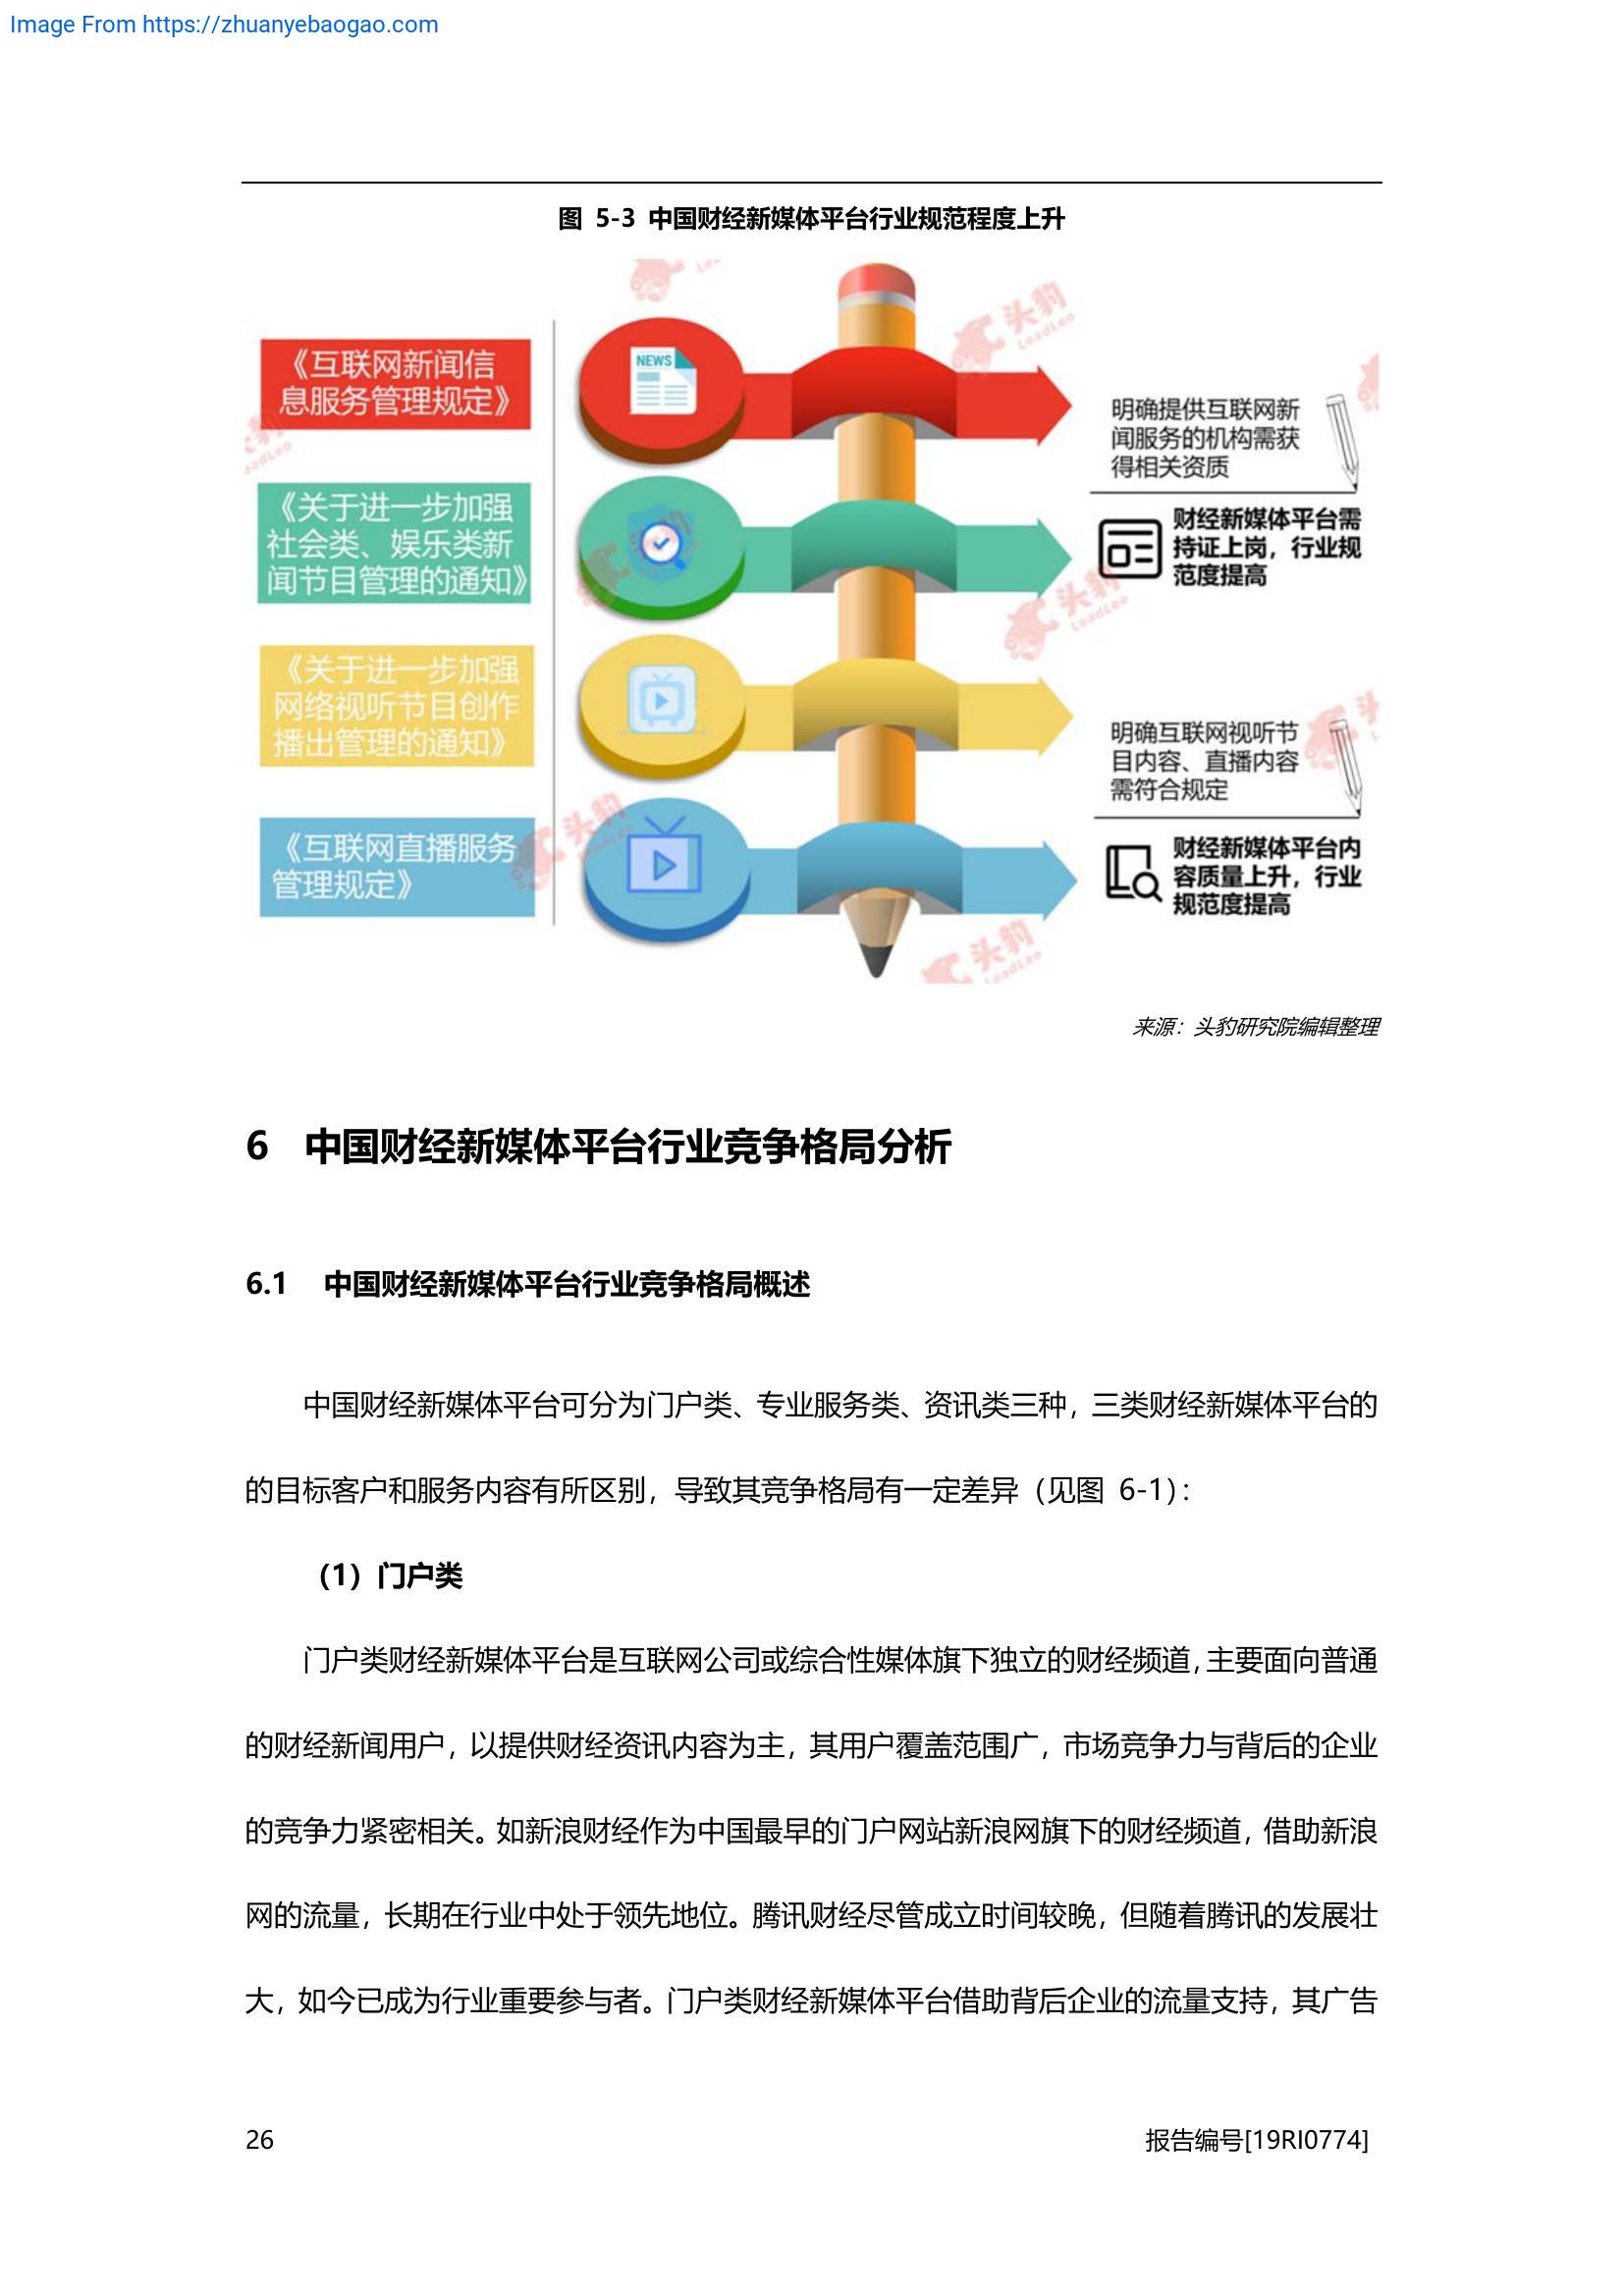 Image From https://zhuanyebaogao.com
图 5-3 中国财经新媒体平台行业规范程度上升
《互联网新闻信
息服务管理规定》
NEWS
明确提供互联网新
闻服务的机构需获
得相关资质
《关于进一步加强
社会类、娱乐类新
闻节目管理的通知》
财经新媒体平台需
持证上岗，行业规
范度提高
《关于进一步加强
网络视听节目创作
播出管理的通知》
明确互联网视听节
目内容、直播内容
需符合规定
《互联网直播服务
管理规定》
财经新媒体平台内
容质量上升，行业
规范度提高
头豹
LeadLeo
头豹
LeadLeo
头豹
头豹
LeadLeo
来源：头豹研究院编辑整理
6 中国财经新媒体平台行业竞争格局分析
6.1 中国财经新媒体平台行业竞争格局概述
中国财经新媒体平台可分为门户类、专业服务类、资讯类三种，三类财经新媒体平台的
的目标客户和服务内容有所区别，导致其竞争格局有一定差异（见图 6-1）：
（1）门户类
门户类财经新媒体平台是互联网公司或综合性媒体旗下独立的财经频道，主要面向普通
的财经新闻用户，以提供财经资讯内容为主，其用户覆盖范围广，市场竞争力与背后的企业
的竞争力紧密相关。如新浪财经作为中国最早的门户网站新浪网旗下的财经频道，借助新浪
网的流量，长期在行业中处于领先地位。腾讯财经尽管成立时间较晚，但随着腾讯的发展壮
大，如今已成为行业重要参与者。门户类财经新媒体平台借助背后企业的流量支持，其广告
26
报告编号[19RI0774]